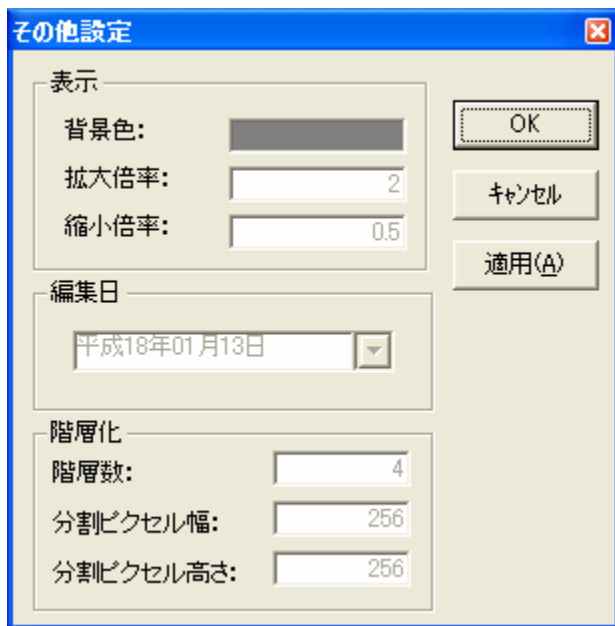 その他設定
表示
背景色:
拡大倍率: 2
縮小倍率: 0.5
編集日
平成18年01月13日
階層化
階層数: 4
分割ピクセル幅: 256
分割ピクセル高さ: 256
OK
ｷｬﾝｾﾙ
適用(A)